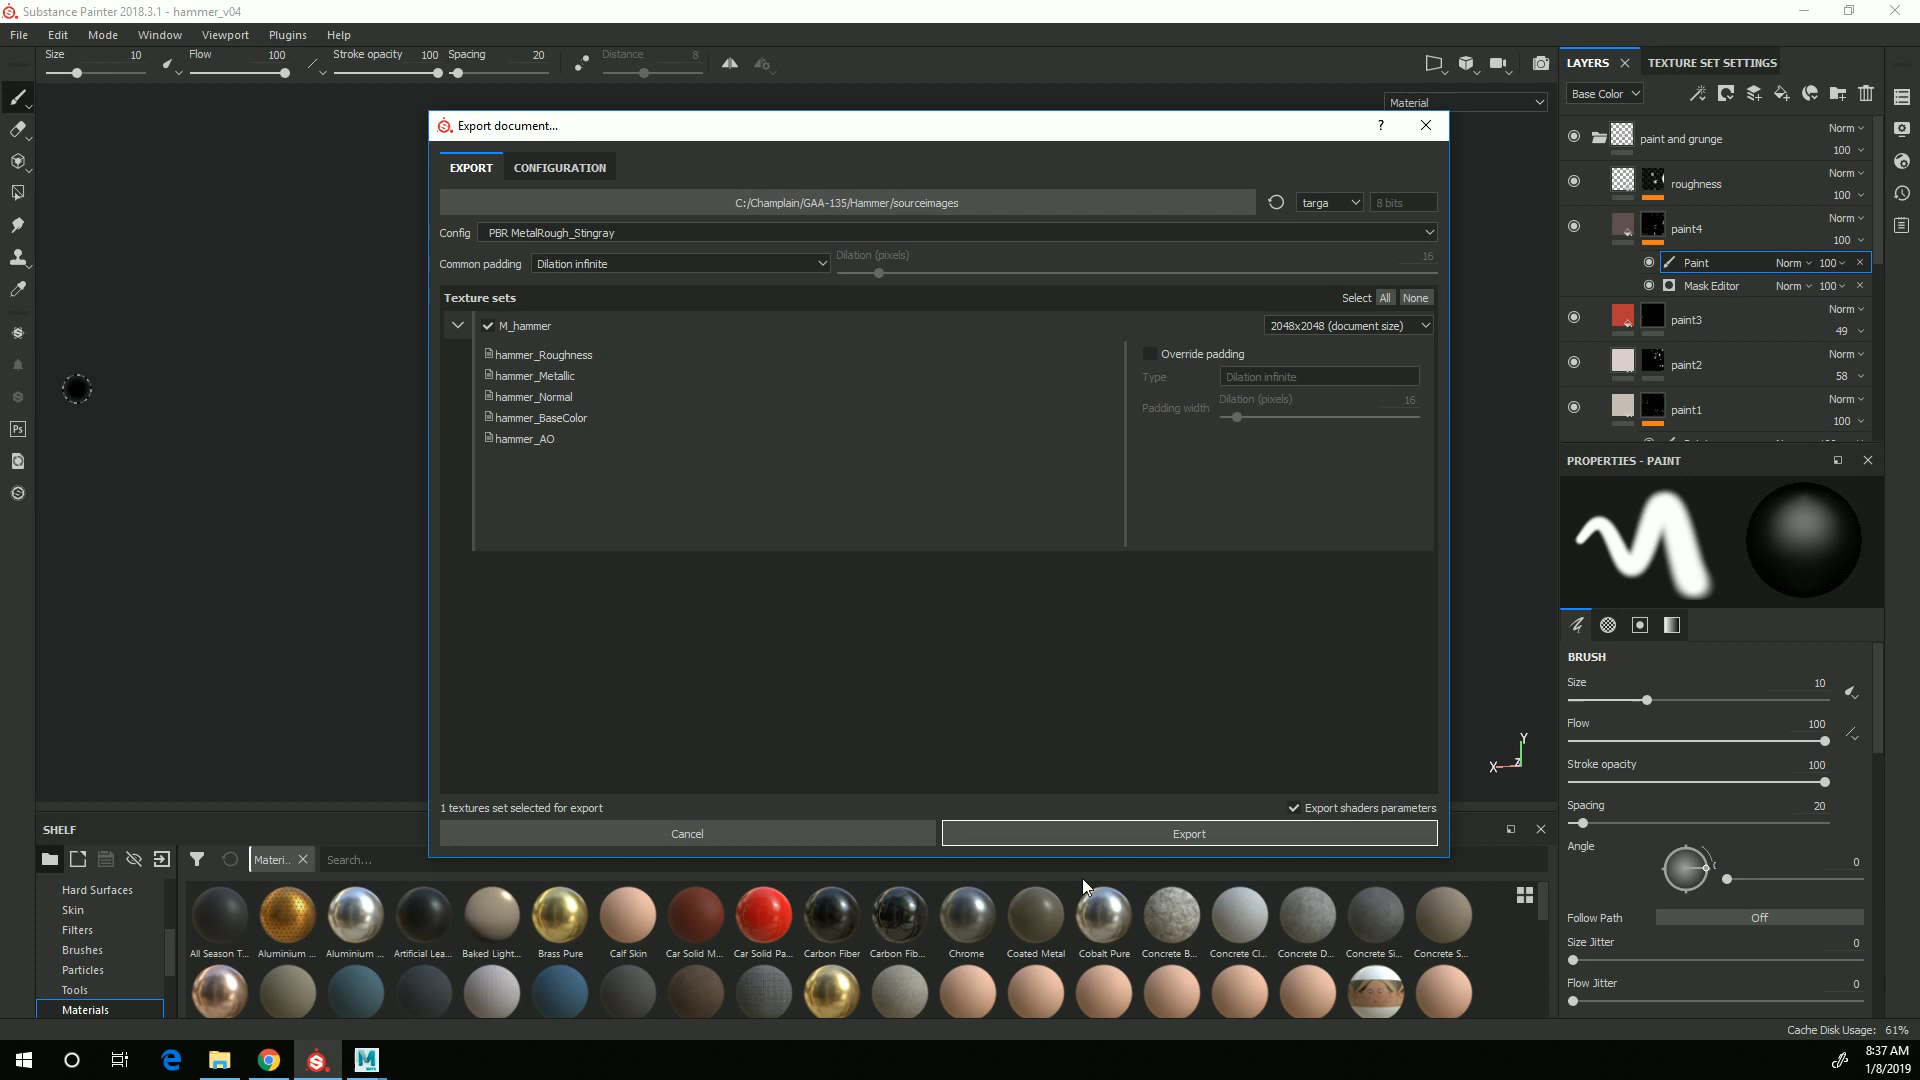 Substance Painter 2018.3.1 - hammer_v04
File Edit Mode Window Viewport Plugins Help
Size 10 Flow 100 Stroke opacity 100 Spacing 20 Distance 8
Material
Export document...
?
EXPORT CONFIGURATION
C:/Champlain/GAA-135/Hammer/sourceimages
targa 8 bits
Config PBR MetalRough_Stingray
Common padding Dilation infinite Dilation (pixels) 16
Texture sets Select All None
M_hammer 2048x2048 (document size)
hammer_Roughness
hammer_Metallic
hammer_Normal
hammer_BaseColor
hammer_AO
Override padding
Type Dilation infinite
Padding width Dilation (pixels) 16
1 textures set selected for export
Export shaders parameters
Cancel Export
LAYERS TEXTURE SET SETTINGS
Base Color
paint and grunge Norm 100
roughness Norm 100
paint4 Norm 100
Paint Norm 100
Mask Editor Norm 100
paint3 Norm 49
paint2 Norm 58
paint1 Norm 100
PROPERTIES - PAINT
BRUSH
Size 10
Flow 100
Stroke opacity 100
Spacing 20
Angle 0
Follow Path Off
Size Jitter 0
Flow Jitter 0
Y
X Z
Ps
SHELF
Materi... Search...
Hard Surfaces
Skin
Filters
Brushes
Particles
Tools
Materials
All Season T... Aluminium ... Aluminium ... Artificial Lea... Baked Light... Brass Pure Calf Skin Car Solid M... Car Solid Pa... Carbon Fiber Carbon Fib... Chrome Coated Metal Cobalt Pure Concrete B... Concrete Cl... Concrete D... Concrete Si... Concrete S...
Cache Disk Usage: 61%
8:37 AM
1/8/2019